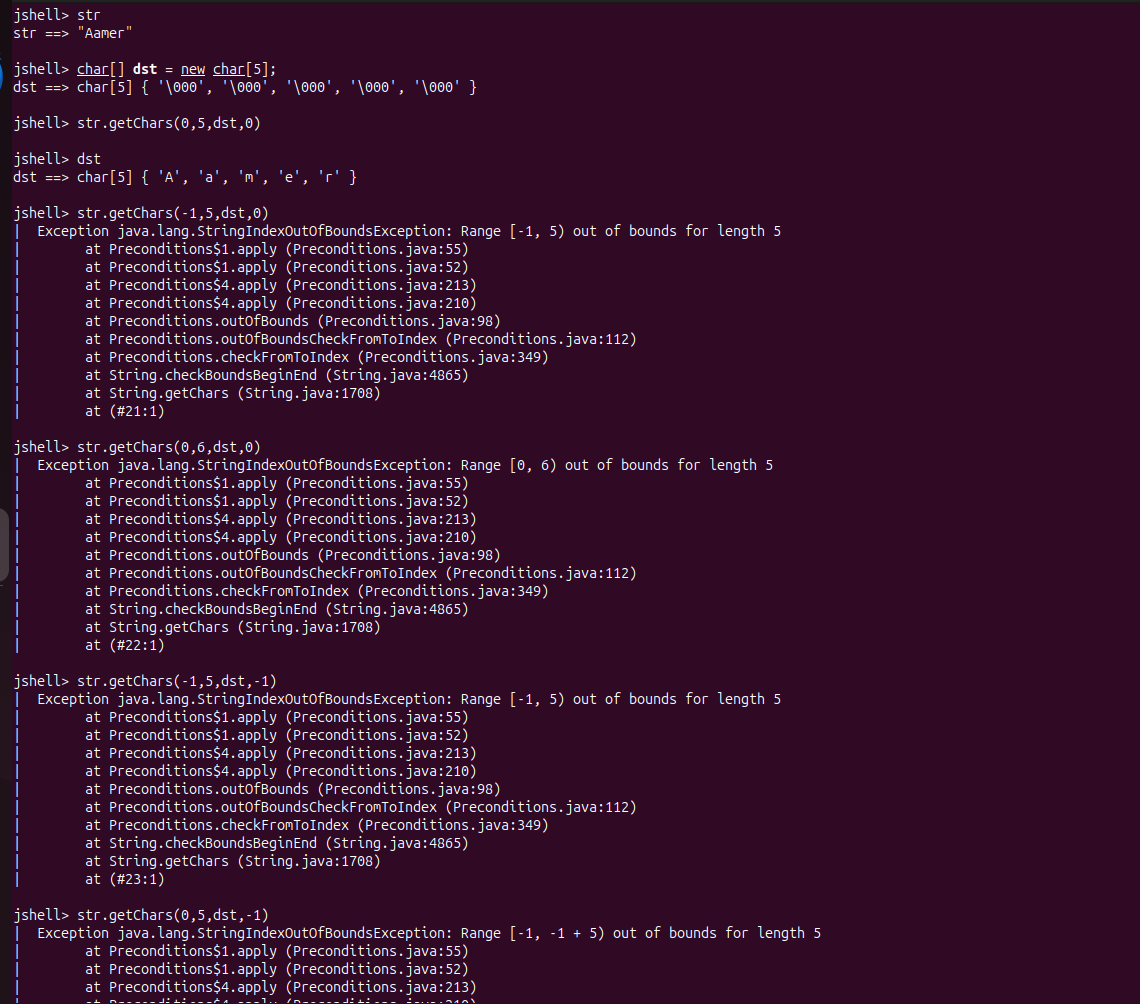 jshell> str
str ==> "Aamer"
jshell> char[] dst = new char[5];
dst ==> char[5] { '\000', '\000', '\000', '\000', '\000' }
jshell> str.getChars(0,5,dst,0)
jshell> dst
dst ==> char[5] { 'A', 'a', 'm', 'e', 'r' }
jshell> str.getChars(-1,5,dst,0)
|  Exception java.lang.StringIndexOutOfBoundsException: Range [-1, 5) out of bounds for length 5
|        at Preconditions$1.apply (Preconditions.java:55)
|        at Preconditions$1.apply (Preconditions.java:52)
|        at Preconditions$4.apply (Preconditions.java:213)
|        at Preconditions$4.apply (Preconditions.java:210)
|        at Preconditions.outOfBounds (Preconditions.java:98)
|        at Preconditions.outOfBoundsCheckFromToIndex (Preconditions.java:112)
|        at Preconditions.checkFromToIndex (Preconditions.java:349)
|        at String.checkBoundsBeginEnd (String.java:4865)
|        at String.getChars (String.java:1708)
|        at (#21:1)
jshell> str.getChars(0,6,dst,0)
|  Exception java.lang.StringIndexOutOfBoundsException: Range [0, 6) out of bounds for length 5
|        at Preconditions$1.apply (Preconditions.java:55)
|        at Preconditions$1.apply (Preconditions.java:52)
|        at Preconditions$4.apply (Preconditions.java:213)
|        at Preconditions$4.apply (Preconditions.java:210)
|        at Preconditions.outOfBounds (Preconditions.java:98)
|        at Preconditions.outOfBoundsCheckFromToIndex (Preconditions.java:112)
|        at Preconditions.checkFromToIndex (Preconditions.java:349)
|        at String.checkBoundsBeginEnd (String.java:4865)
|        at String.getChars (String.java:1708)
|        at (#22:1)
jshell> str.getChars(-1,5,dst,-1)
|  Exception java.lang.StringIndexOutOfBoundsException: Range [-1, 5) out of bounds for length 5
|        at Preconditions$1.apply (Preconditions.java:55)
|        at Preconditions$1.apply (Preconditions.java:52)
|        at Preconditions$4.apply (Preconditions.java:213)
|        at Preconditions$4.apply (Preconditions.java:210)
|        at Preconditions.outOfBounds (Preconditions.java:98)
|        at Preconditions.outOfBoundsCheckFromToIndex (Preconditions.java:112)
|        at Preconditions.checkFromToIndex (Preconditions.java:349)
|        at String.checkBoundsBeginEnd (String.java:4865)
|        at String.getChars (String.java:1708)
|        at (#23:1)
jshell> str.getChars(0,5,dst,-1)
|  Exception java.lang.StringIndexOutOfBoundsException: Range [-1, -1 + 5) out of bounds for length 5
|        at Preconditions$1.apply (Preconditions.java:55)
|        at Preconditions$1.apply (Preconditions.java:52)
|        at Preconditions$4.apply (Preconditions.java:213)